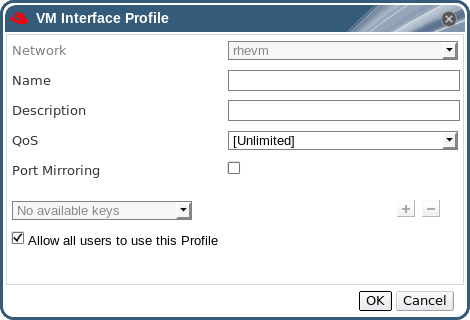 VM Interface Profile
Network rhevm
Name
Description
QoS [Unlimited]
Port Mirroring
No available keys
Allow all users to use this Profile
OK Cancel